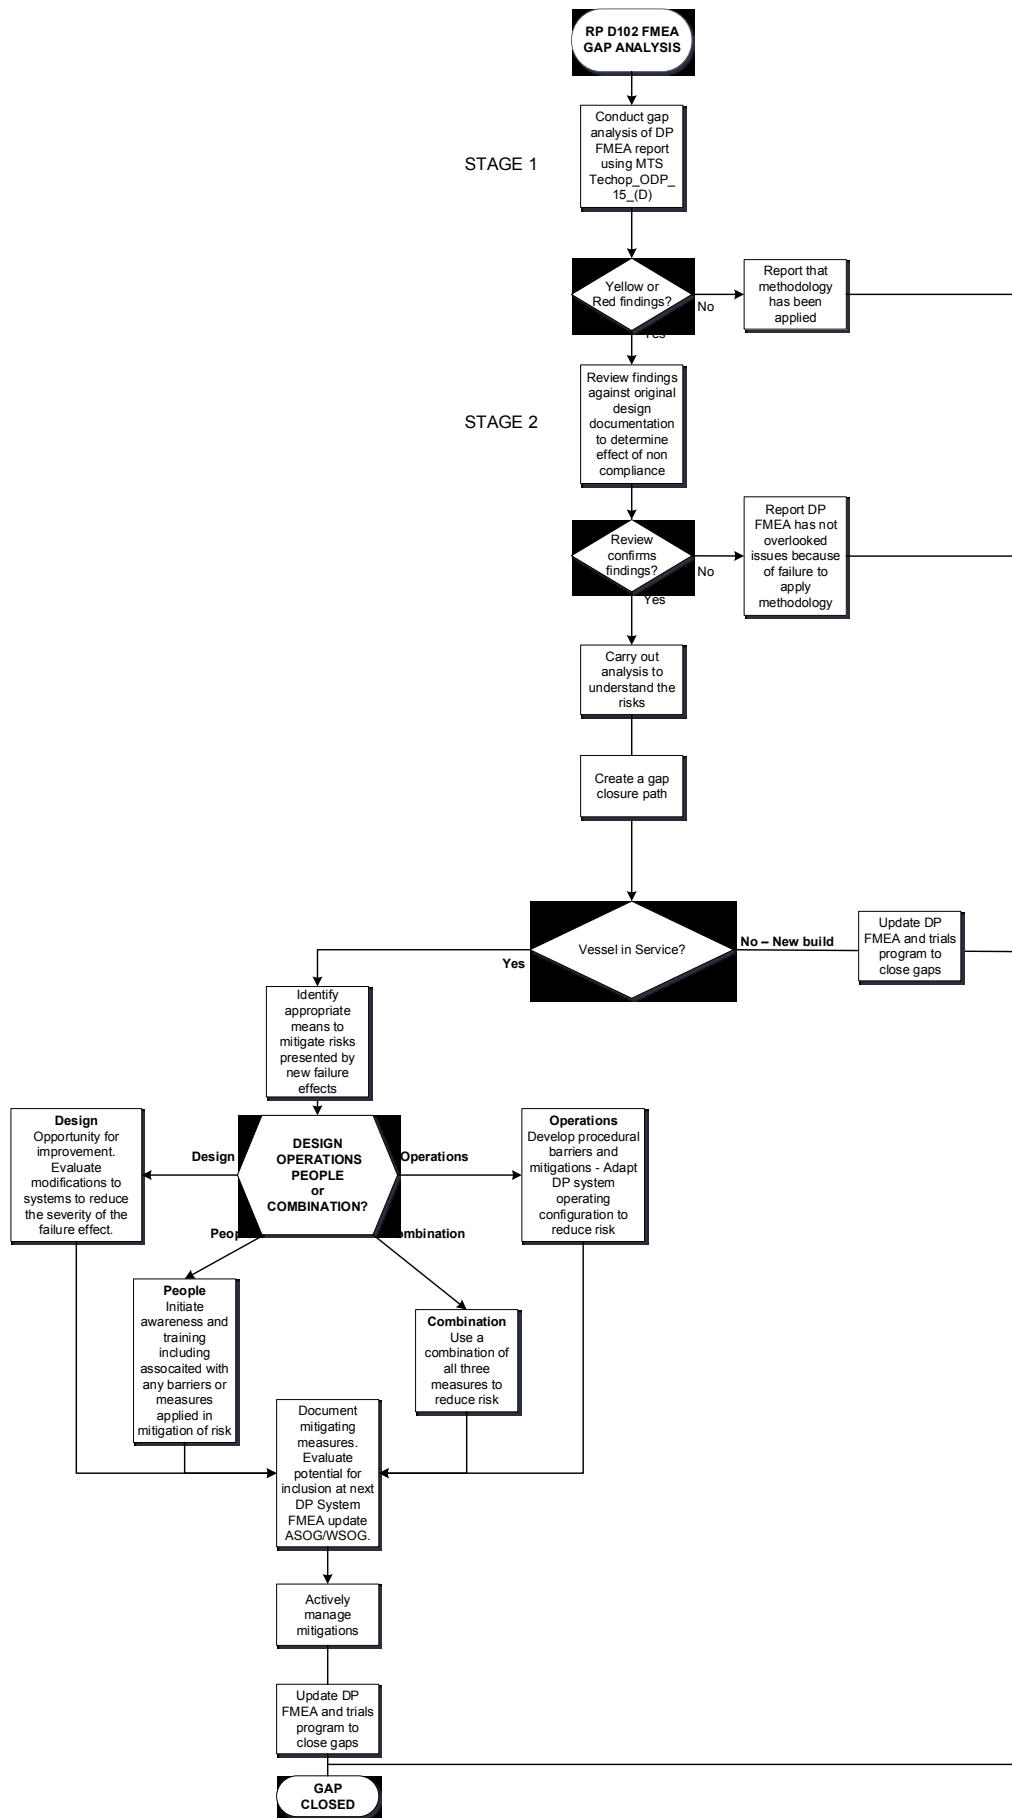 RP D102 FMEA
GAP ANALYSIS
STAGE 1
Conduct gap
analysis of DP
FMEA report
using MTS
Techop_ODP_
15_(D)
Yellow or
Red findings?
No
Report that
methodology
has been
applied
Yes
STAGE 2
Review findings
against original
design
documentation
to determine
effect of non
compliance
Review
confirms
findings?
No
Report DP
FMEA has not
overlooked
issues because
of failure to
apply
methodology
Yes
Carry out
analysis to
understand the
risks
Create a gap
closure path
Vessel in Service?
No – New build
Update DP
FMEA and trials
program to
close gaps
Yes
Identify
appropriate
means to
mitigate risks
presented by
new failure
effects
Design
Opportunity for
improvement.
Evaluate
modifications to
systems to reduce
the severity of the
failure effect.
Design
DESIGN
OPERATIONS
PEOPLE
or
COMBINATION?
Operations
Operations
Develop procedural
barriers and
mitigations - Adapt
DP system
operating
configuration to
reduce risk
Peop
ombination
People
Initiate
awareness and
training
including
assocaited with
any barriers or
measures
applied in
mitigation of risk
Combination
Use a
combination of
all three
measures to
reduce risk
Document
mitigating
measures.
Evaluate
potential for
inclusion at next
DP System
FMEA update
ASOG/WSOG.
Actively
manage
mitigations
Update DP
FMEA and trials
program to
close gaps
GAP
CLOSED